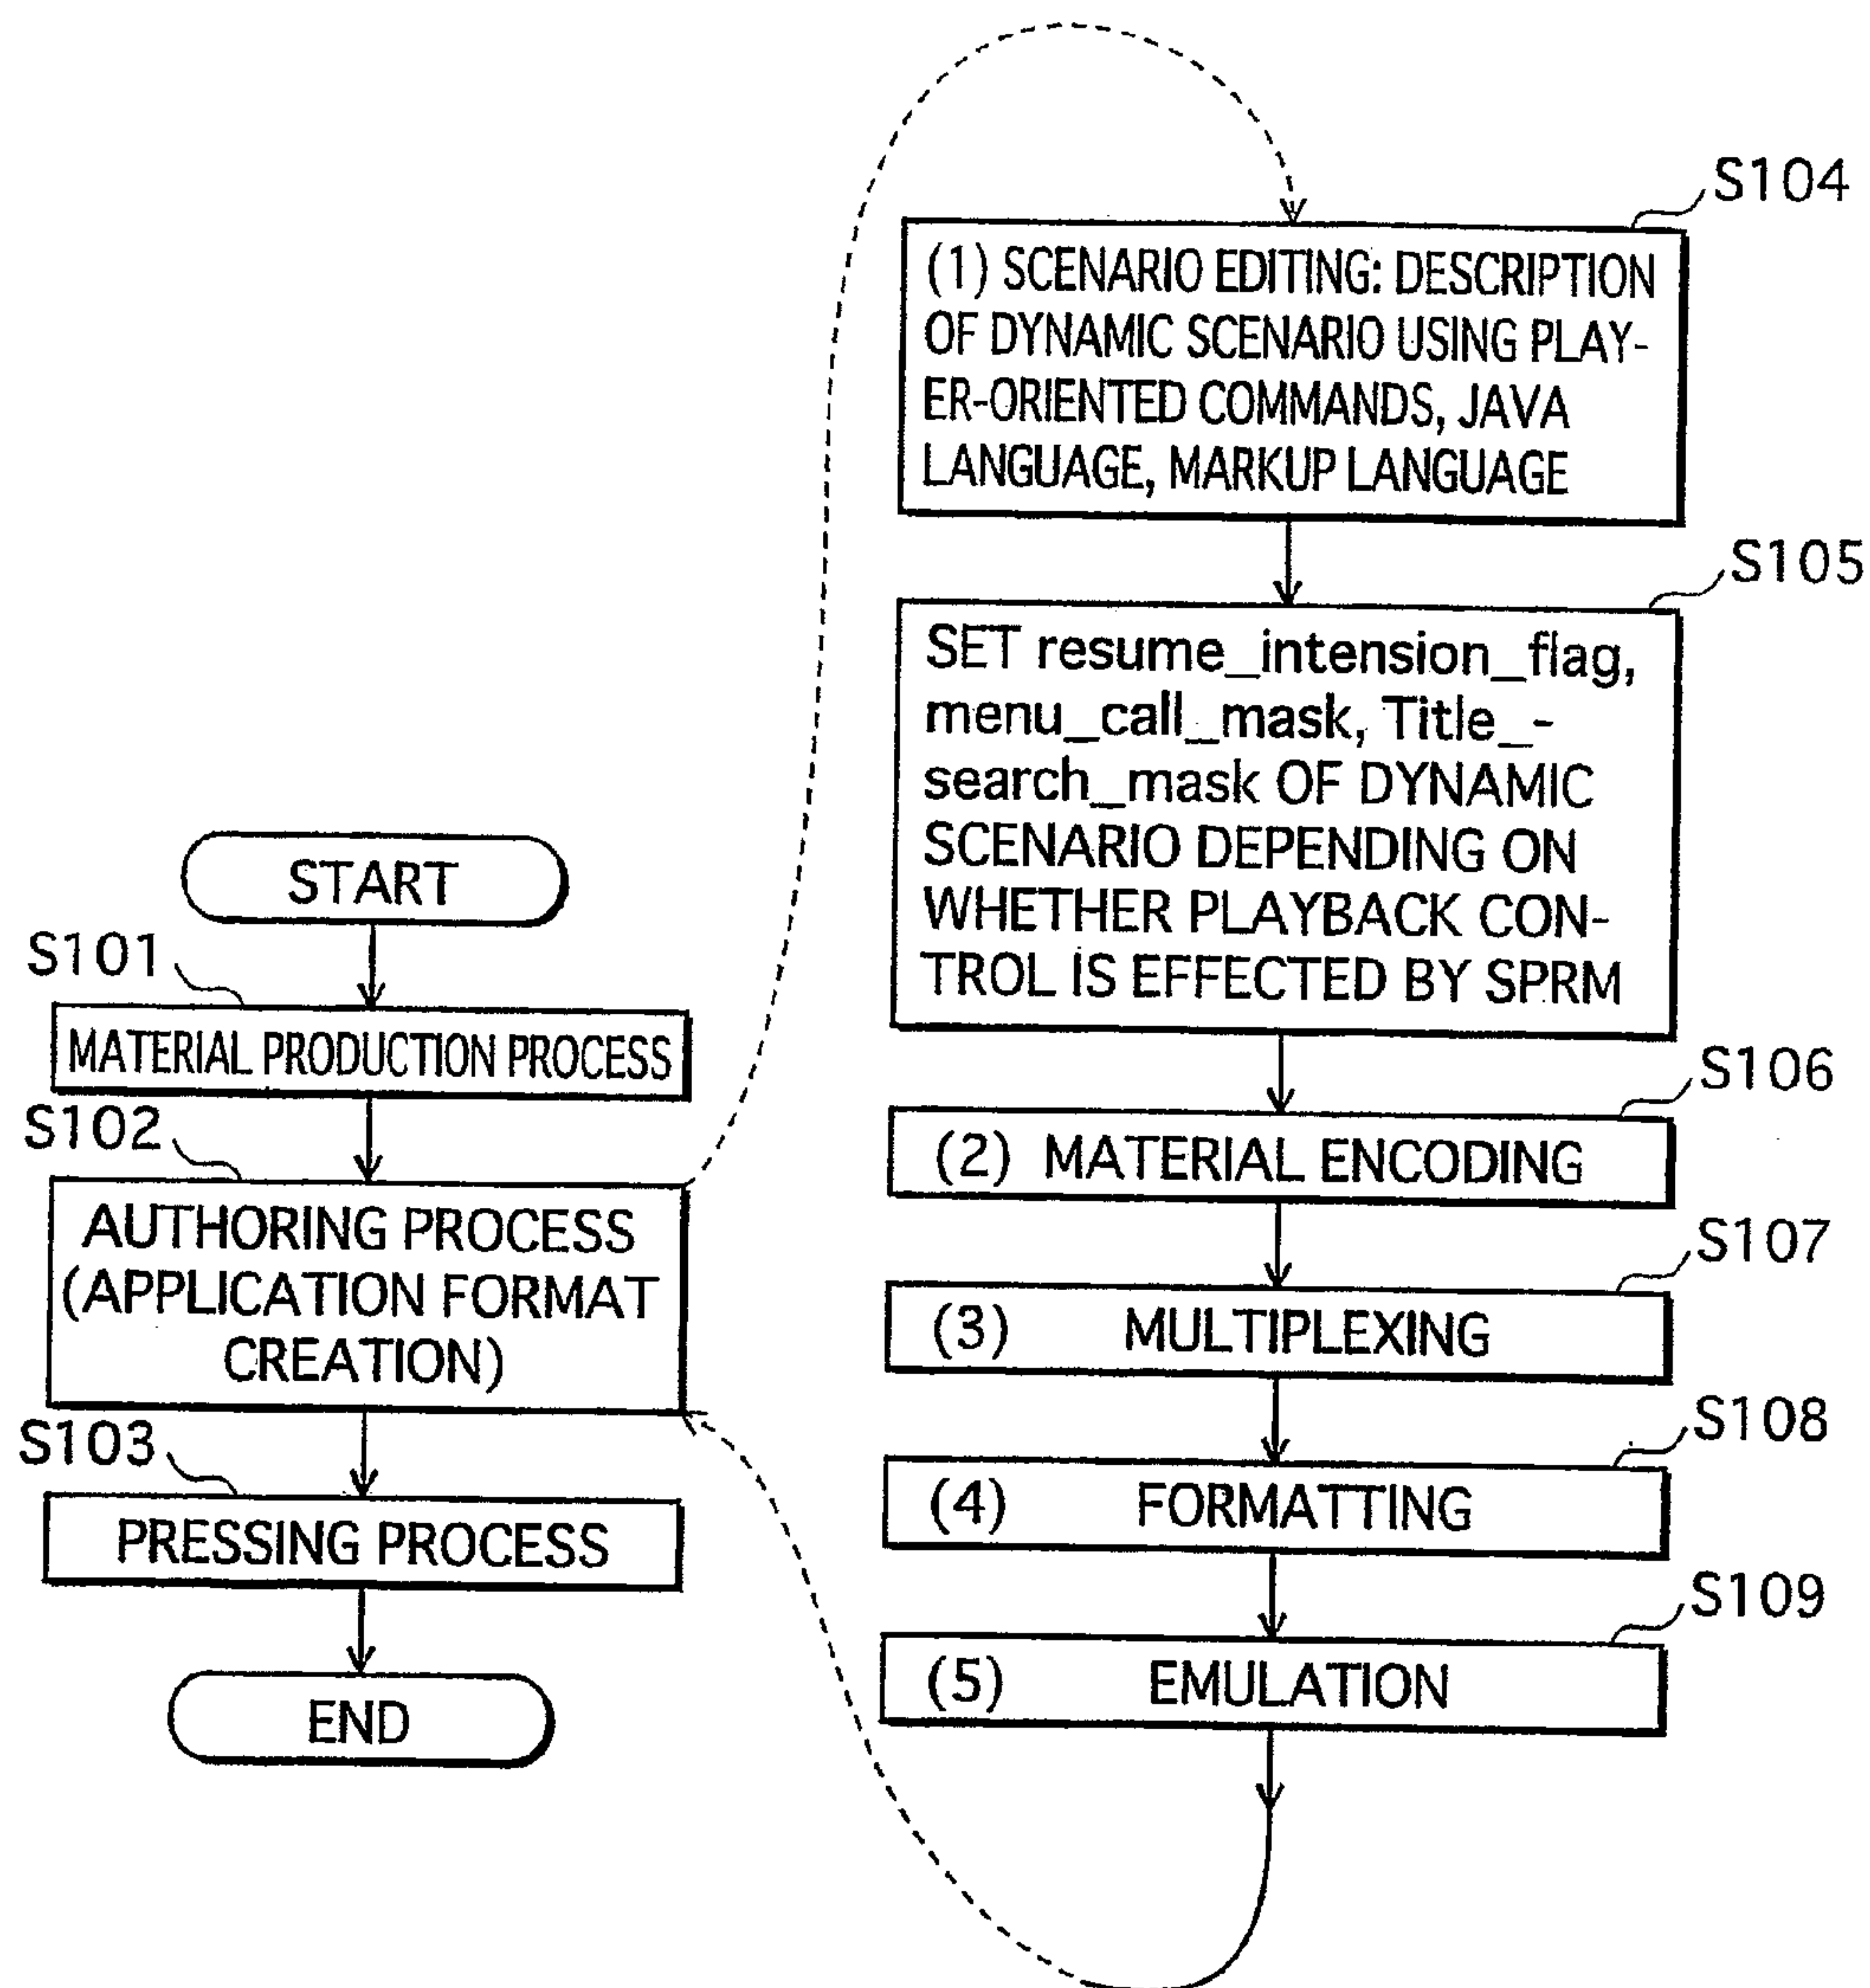 START
S101
MATERIAL PRODUCTION PROCESS
S102
AUTHORING PROCESS
(APPLICATION FORMAT
CREATION)
S103
PRESSING PROCESS
END
S104
(1) SCENARIO EDITING: DESCRIPTION
OF DYNAMIC SCENARIO USING PLAY-
ER-ORIENTED COMMANDS, JAVA
LANGUAGE, MARKUP LANGUAGE
S105
SET resume_intension_flag,
menu_call_mask, Title_-
search_mask OF DYNAMIC
SCENARIO DEPENDING ON
WHETHER PLAYBACK CON-
TROL IS EFFECTED BY SPRM
S106
(2) MATERIAL ENCODING
S107
(3) MULTIPLEXING
S108
(4) FORMATTING
S109
(5) EMULATION